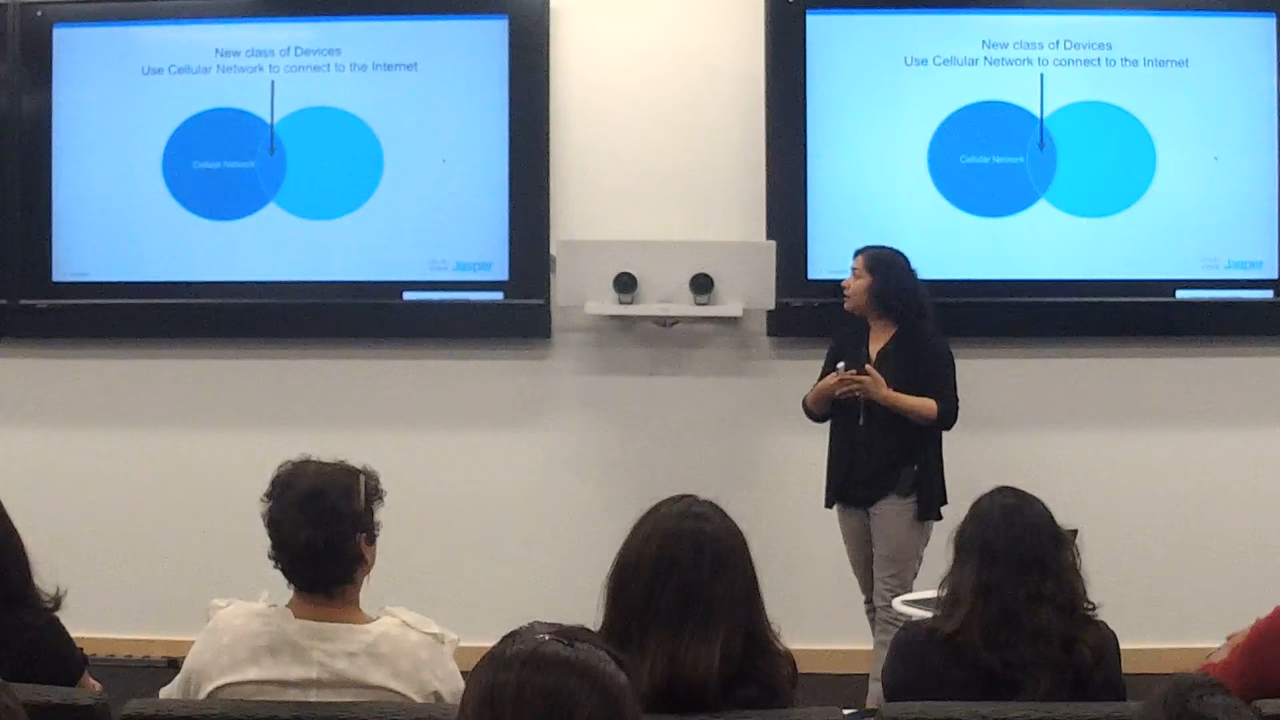 New class of Devices
Use Cellular Network to connect to the Internet
Cellular Network
Jasper
New class of Devices
Use Cellular Network to connect to the Internet
Cellular Network
Jasper